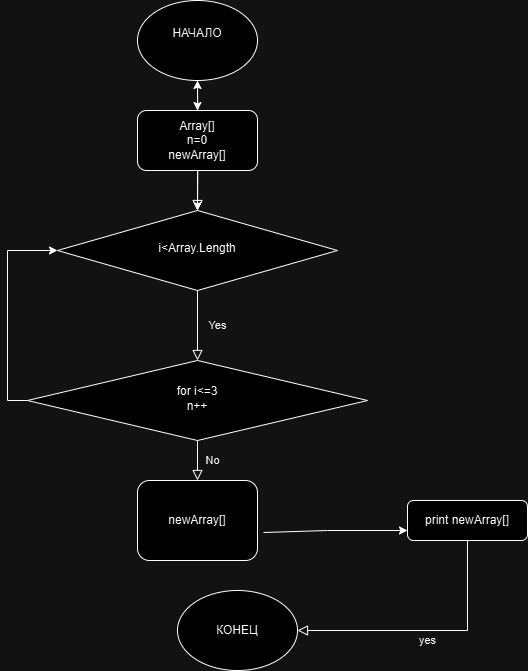 НАЧАЛО
Array[]
n=0
newArray[]
i<Array.Length
Yes
for i<=3
n++
No
newArray[]
print newArray[]
КОНЕЦ
yes